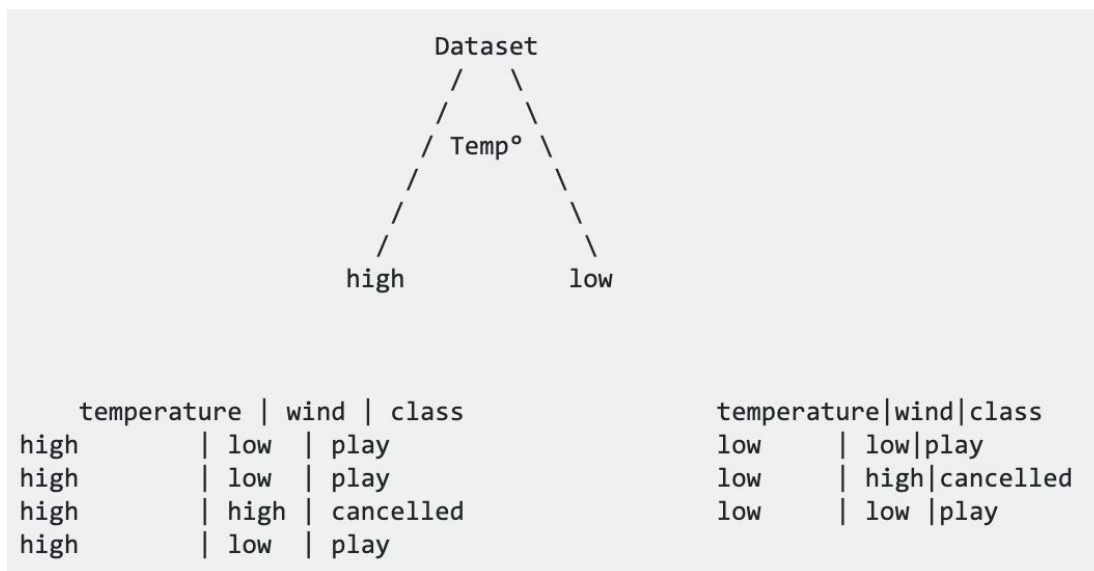 Dataset
/ \
/ \
/ Temp° \
/ \
/ \
/ \
high low
temperature | wind | class temperature|wind|class
high | low | play low | low|play
high | low | play low | high|cancelled
high | high | cancelled low | low |play
high | low | play